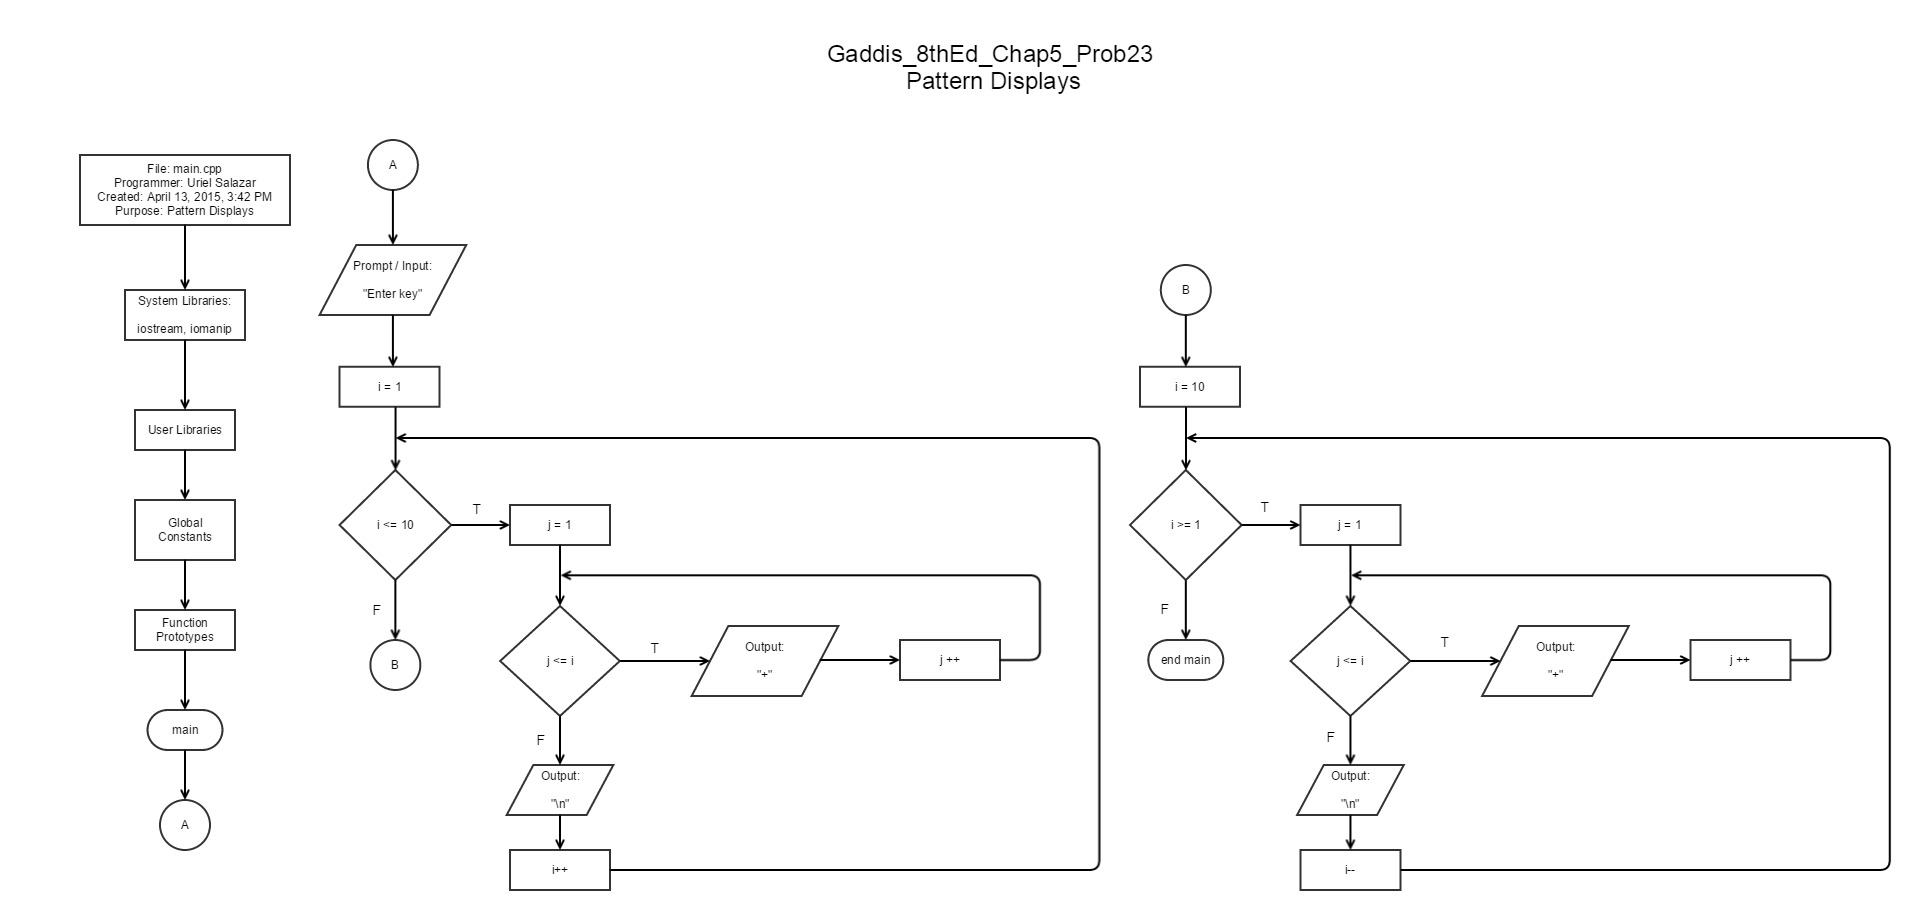 Gaddis_8thEd_Chap5_Prob23
Pattern Displays
File: main.cpp
Programmer: Uriel Salazar
Created: April 13, 2015, 3:42 PM
Purpose: Pattern Displays
System Libraries:
iostream, iomanip
User Libraries
Global
Constants
Function
Prototypes
main
A
A
Prompt / Input:
"Enter key"
i = 1
i <= 10
T
j = 1
F
B
j <= i
T
Output:
"+"
j ++
F
Output:
"\n"
i++
B
i = 10
i >= 1
T
j = 1
F
end main
j <= i
T
Output:
"+"
j ++
F
Output:
"\n"
i--